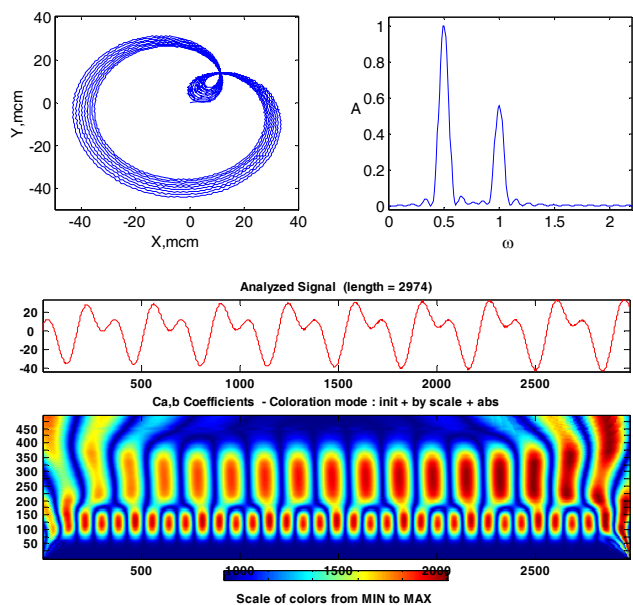 40
20
0
-20
-40
Y,mcm
-40 -20 0 20 40
X,mcm
1
0.8
0.6
0.4
0.2
0
A
0 0.5 1 1.5 2
ω
Analyzed Signal (length = 2974)
20
0
-20
-40
500 1000 1500 2000 2500
Ca,b Coefficients - Coloration mode : init + by scale + abs
450
400
350
300
250
200
150
100
50
500 1000 1500 2000 2500
Scale of colors from MIN to MAX